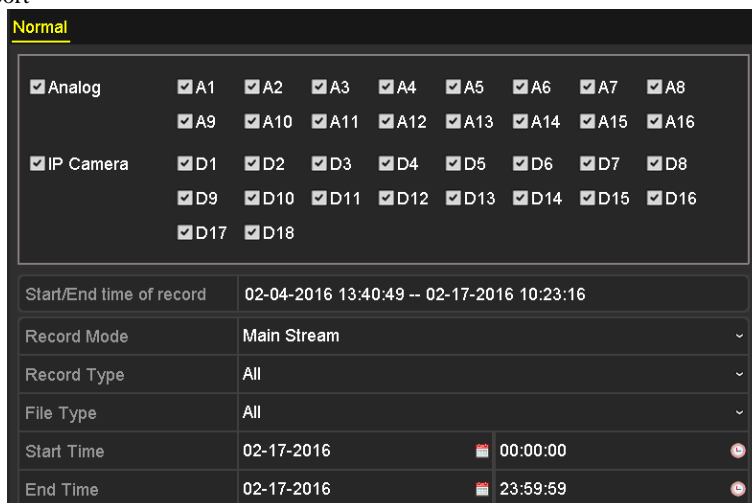 Normal
Analog A1 A2 A3 A4 A5 A6 A7 A8
A9 A10 A11 A12 A13 A14 A15 A16
IP Camera D1 D2 D3 D4 D5 D6 D7 D8
D9 D10 D11 D12 D13 D14 D15 D16
D17 D18
Start/End time of record 02-04-2016 13:40:49 -- 02-17-2016 10:23:16
Record Mode Main Stream
Record Type All
File Type All
Start Time 02-17-2016 00:00:00
End Time 02-17-2016 23:59:59